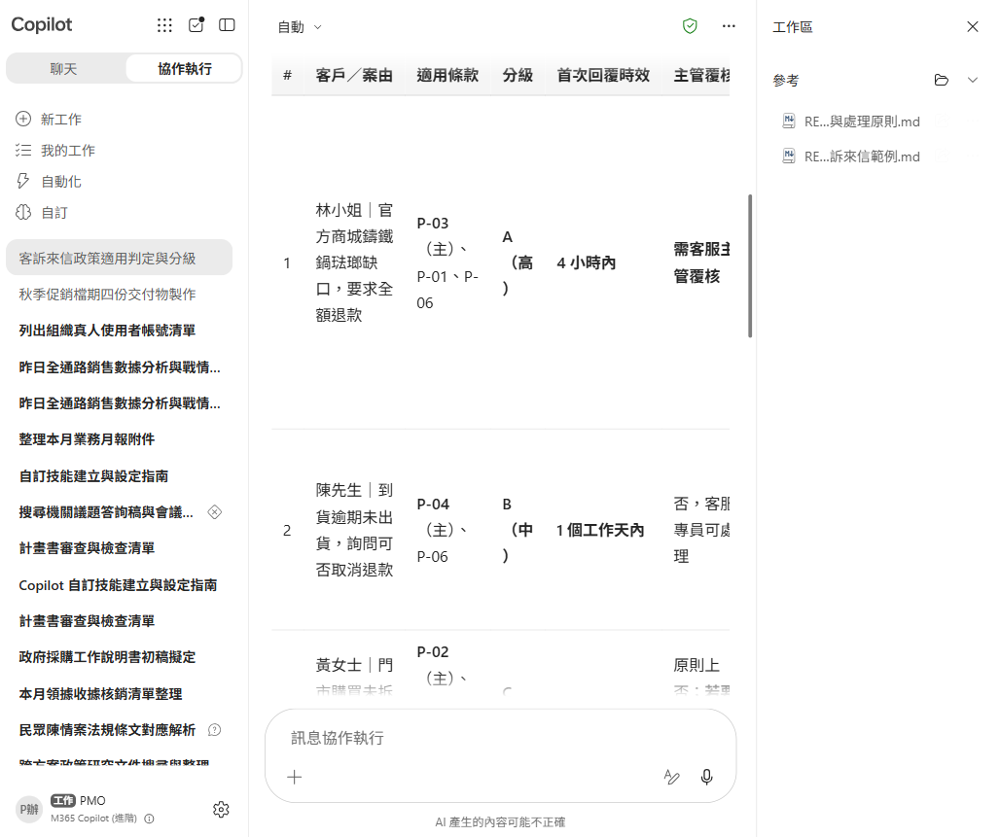 Copilot
聊天
協作執行
新工作
我的工作
自動化
自訂
客訴來信政策適用判定與分級
秋季促銷檔期四份交付物製作
列出組織真人使用者帳號清單
昨日全通路銷售數據分析與戰情...
昨日全通路銷售數據分析與戰情...
整理本月業務月報附件
自訂技能建立與設定指南
搜尋機關議題答詢稿與會議...
計畫書審查與檢查清單
Copilot 自訂技能建立與設定指南
計畫書審查與檢查清單
政府採購工作說明書初稿擬定
本月領據收據核銷清單整理
民眾陳情案法規條文對應解析
跨方案政策研究文件搜尋與整理
P辦
工作 PMO
M365 Copilot (進階)
自動
# 客戶／案由 適用條款 分級 首次回覆時效 主管覆核
1
林小姐｜官
方商城鑄鐵
鍋琺瑯缺
口，要求全
額退款
P-03
（主）、
P-01、P-
06
A
（高
）
4 小時內
需客服主
管覆核
2
陳先生｜到
貨逾期未出
貨，詢問可
否取消退款
P-04
（主）、
P-06
B
（中
）
1 個工作天內
否，客服
專員可處
理
黃女士｜門
市購買未拆
P-02
（主）、
C
原則上
否；若要
訊息協作執行
AI 產生的內容可能不正確
工作區
參考
RE...與處理原則.md
RE...訴來信範例.md